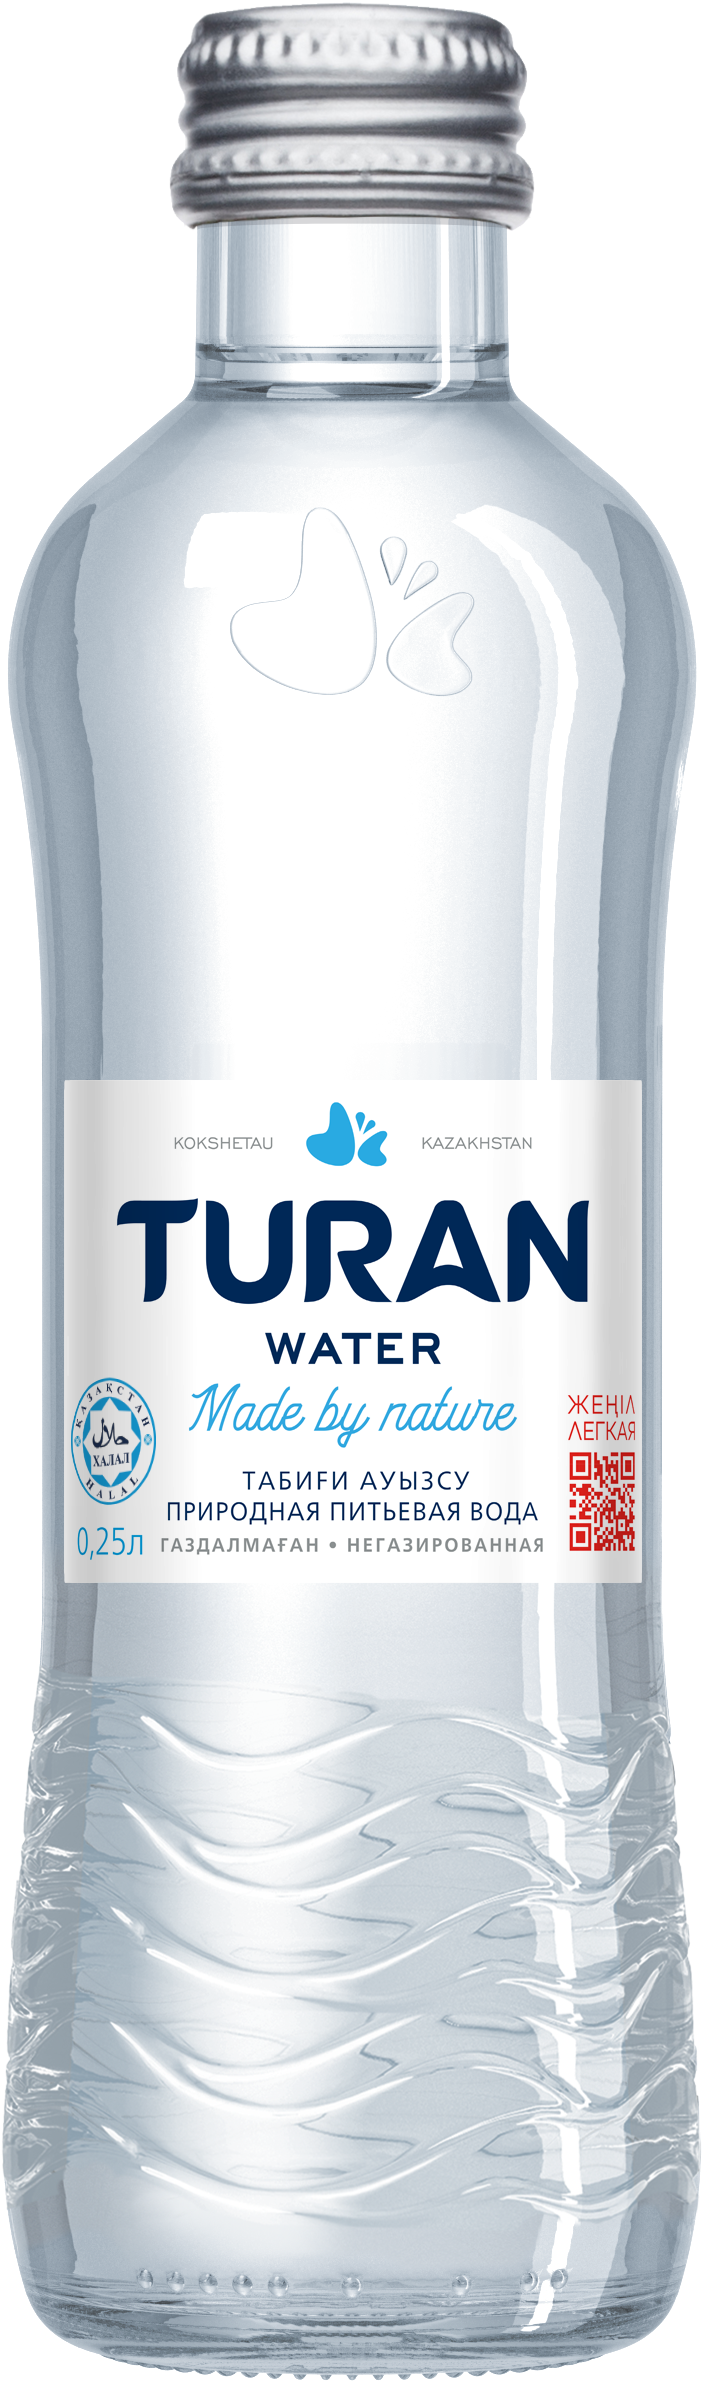 KOKSHETAU KAZAKHSTAN
TURAN
WATER
Made by nature
ҚАЗАҚСТАН
حلال
ХАЛАЛ
HALAL
ЖЕҢІЛ
ЛЕГКАЯ
ТАБИҒИ АУЫЗСУ
ПРИРОДНАЯ ПИТЬЕВАЯ ВОДА
0,25л
ГАЗДАЛМАҒАН • НЕГАЗИРОВАННАЯ